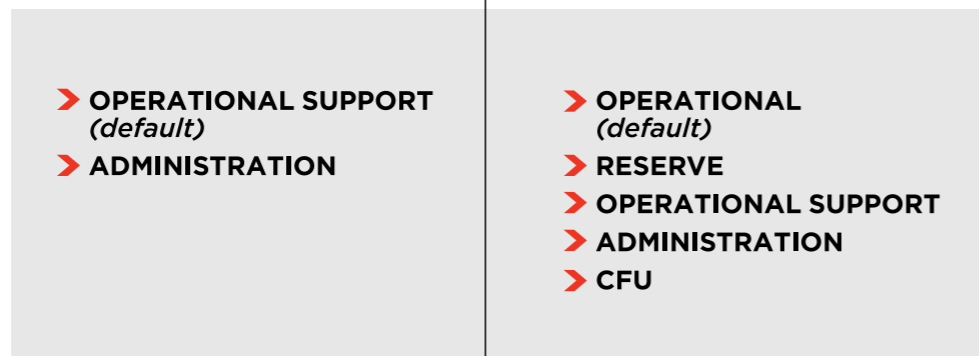 OPERATIONAL SUPPORT
(default)
ADMINISTRATION
OPERATIONAL
(default)
RESERVE
OPERATIONAL SUPPORT
ADMINISTRATION
CFU